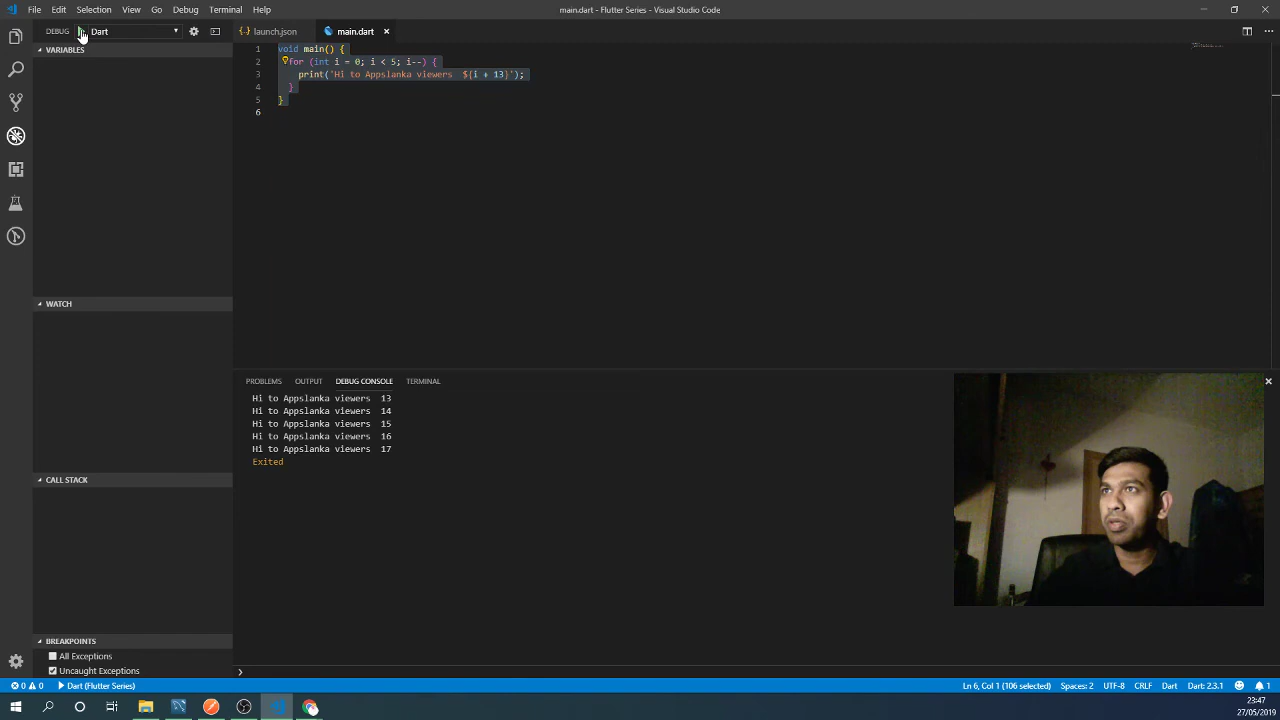 File Edit Selection View Go Debug Terminal Help
main.dart - Flutter Series - Visual Studio Code
DEBUG Dart
launch.json main.dart
VARIABLES
1 void main() {
2 for (int i = 0; i < 5; i--) {
3 print('Hi to Appslanka viewers  ${i + 13}');
4 }
5 }
6
WATCH
PROBLEMS OUTPUT DEBUG CONSOLE TERMINAL
Hi to Appslanka viewers  13
Hi to Appslanka viewers  14
Hi to Appslanka viewers  15
Hi to Appslanka viewers  16
Hi to Appslanka viewers  17
Exited
CALL STACK
BREAKPOINTS
All Exceptions
Uncaught Exceptions
0 0 Dart (Flutter Series) Ln 6, Col 1 (106 selected) Spaces: 2 UTF-8 CRLF Dart Dart: 2.3.1 1
23:47
27/05/2019